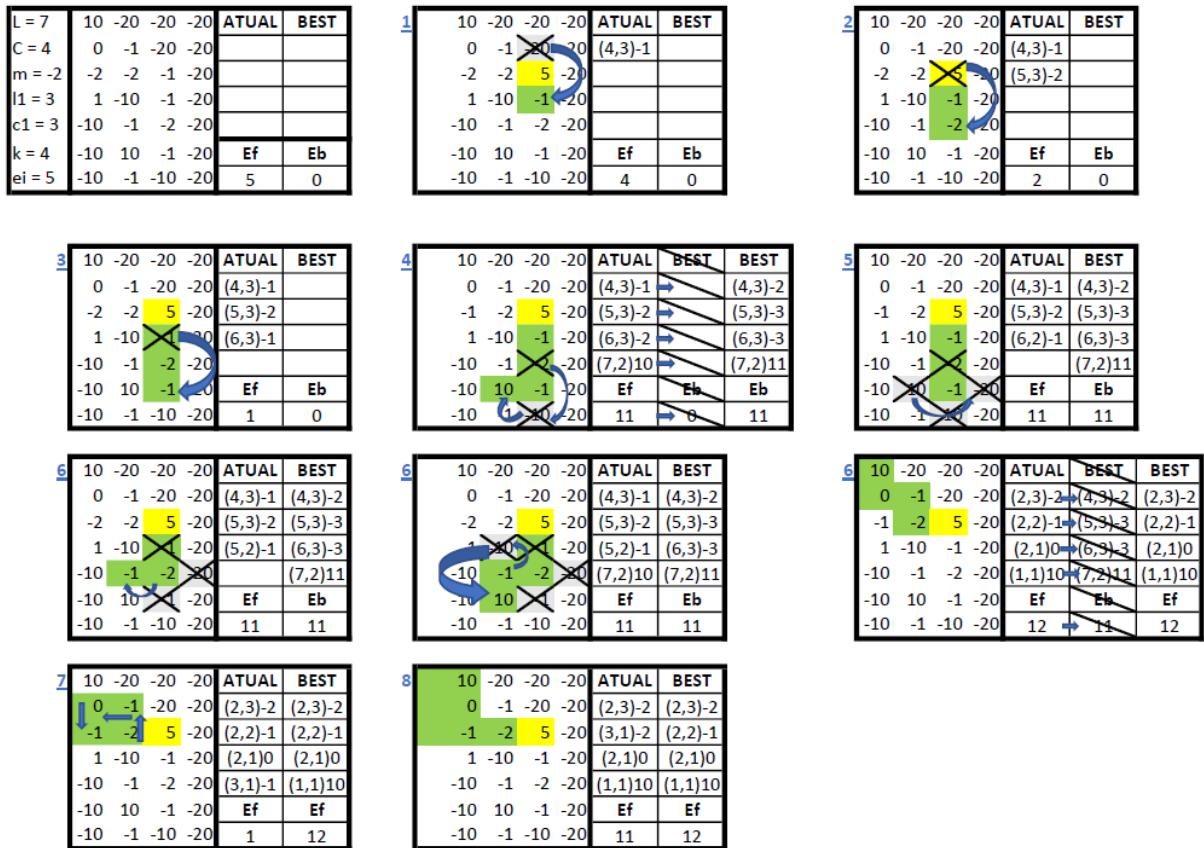 L = 7 10 -20 -20 -20 ATUAL BEST
C = 4 0 -1 -20 -20
m = -2 -2 -2 -1 -20
l1 = 3 1 -10 -1 -20
c1 = 3 -10 -1 -2 -20
k = 4 -10 10 -1 -20 Ef Eb
ei = 5 -10 -1 -10 -20 5 0
1 10 -20 -20 -20 ATUAL BEST
0 -1 -20 -20 (4,3)-1
-2 -2 5 -20
1 -10 -1 -20
-10 -1 -2 -20
-10 10 -1 -20 Ef Eb
-10 -1 -10 -20 4 0
2 10 -20 -20 -20 ATUAL BEST
0 -1 -20 -20 (4,3)-1
-2 -2 5 -20 (5,3)-2
1 -10 -1 -20
-10 -1 -2 -20
-10 10 -1 -20 Ef Eb
-10 -1 -10 -20 2 0
3 10 -20 -20 -20 ATUAL BEST
0 -1 -20 -20 (4,3)-1
-2 -2 5 -20 (5,3)-2
1 -10 -1 -20 (6,3)-1
-10 -1 -2 -20
-10 10 -1 -20 Ef Eb
-10 -1 -10 -20 1 0
4 10 -20 -20 -20 ATUAL BEST BEST
0 -1 -20 -20 (4,3)-1 (4,3)-2
-1 -2 5 -20 (5,3)-2 (5,3)-3
1 -10 -1 -20 (6,3)-2 (6,3)-3
-10 -1 -2 -20 (7,2)10 (7,2)11
-10 10 -1 -20 Ef Eb Eb
-10 -1 -10 -20 11 0 11
5 10 -20 -20 -20 ATUAL BEST
0 -1 -20 -20 (4,3)-1 (4,3)-2
-1 -2 5 -20 (5,3)-2 (5,3)-3
1 -10 -1 -20 (6,2)-1 (6,3)-3
-10 -1 -2 -20 (7,2)11
-10 10 -1 -20 Ef Eb
-10 -1 -10 -20 11 11
6 10 -20 -20 -20 ATUAL BEST
0 -1 -20 -20 (4,3)-1 (4,3)-2
-2 -2 5 -20 (5,3)-2 (5,3)-3
1 -10 -1 -20 (5,2)-1 (6,3)-3
-10 -1 -2 -20 (7,2)11
-10 10 -1 -20 Ef Eb
-10 -1 -10 -20 11 11
6 10 -20 -20 -20 ATUAL BEST
0 -1 -20 -20 (4,3)-1 (4,3)-2
-2 -2 5 -20 (5,3)-2 (5,3)-3
1 -10 -1 -20 (5,2)-1 (6,3)-3
-10 -1 -2 -20 (7,2)10 (7,2)11
-10 10 -1 -20 Ef Eb
-10 -1 -10 -20 11 11
6 10 -20 -20 -20 ATUAL BEST BEST
0 -1 -20 -20 (2,3)-2 (4,3)-2 (2,3)-2
-1 -2 5 -20 (2,2)-1 (5,3)-3 (2,2)-1
1 -10 -1 -20 (2,1)0 (6,3)-3 (2,1)0
-10 -1 -2 -20 (1,1)10 (7,2)11 (1,1)10
-10 10 -1 -20 Ef Eb Ef
-10 -1 -10 -20 12 11 12
7 10 -20 -20 -20 ATUAL BEST
0 -1 -20 -20 (2,3)-2 (2,3)-2
-1 -2 5 -20 (2,2)-1 (2,2)-1
1 -10 -1 -20 (2,1)0 (2,1)0
-10 -1 -2 -20 (3,1)-1 (1,1)10
-10 10 -1 -20 Ef Ef
-10 -1 -10 -20 1 12
8 10 -20 -20 -20 ATUAL BEST
0 -1 -20 -20 (2,3)-2 (2,3)-2
-1 -2 5 -20 (3,1)-2 (2,2)-1
1 -10 -1 -20 (2,1)0 (2,1)0
-10 -1 -2 -20 (1,1)10 (1,1)10
-10 10 -1 -20 Ef Ef
-10 -1 -10 -20 11 12